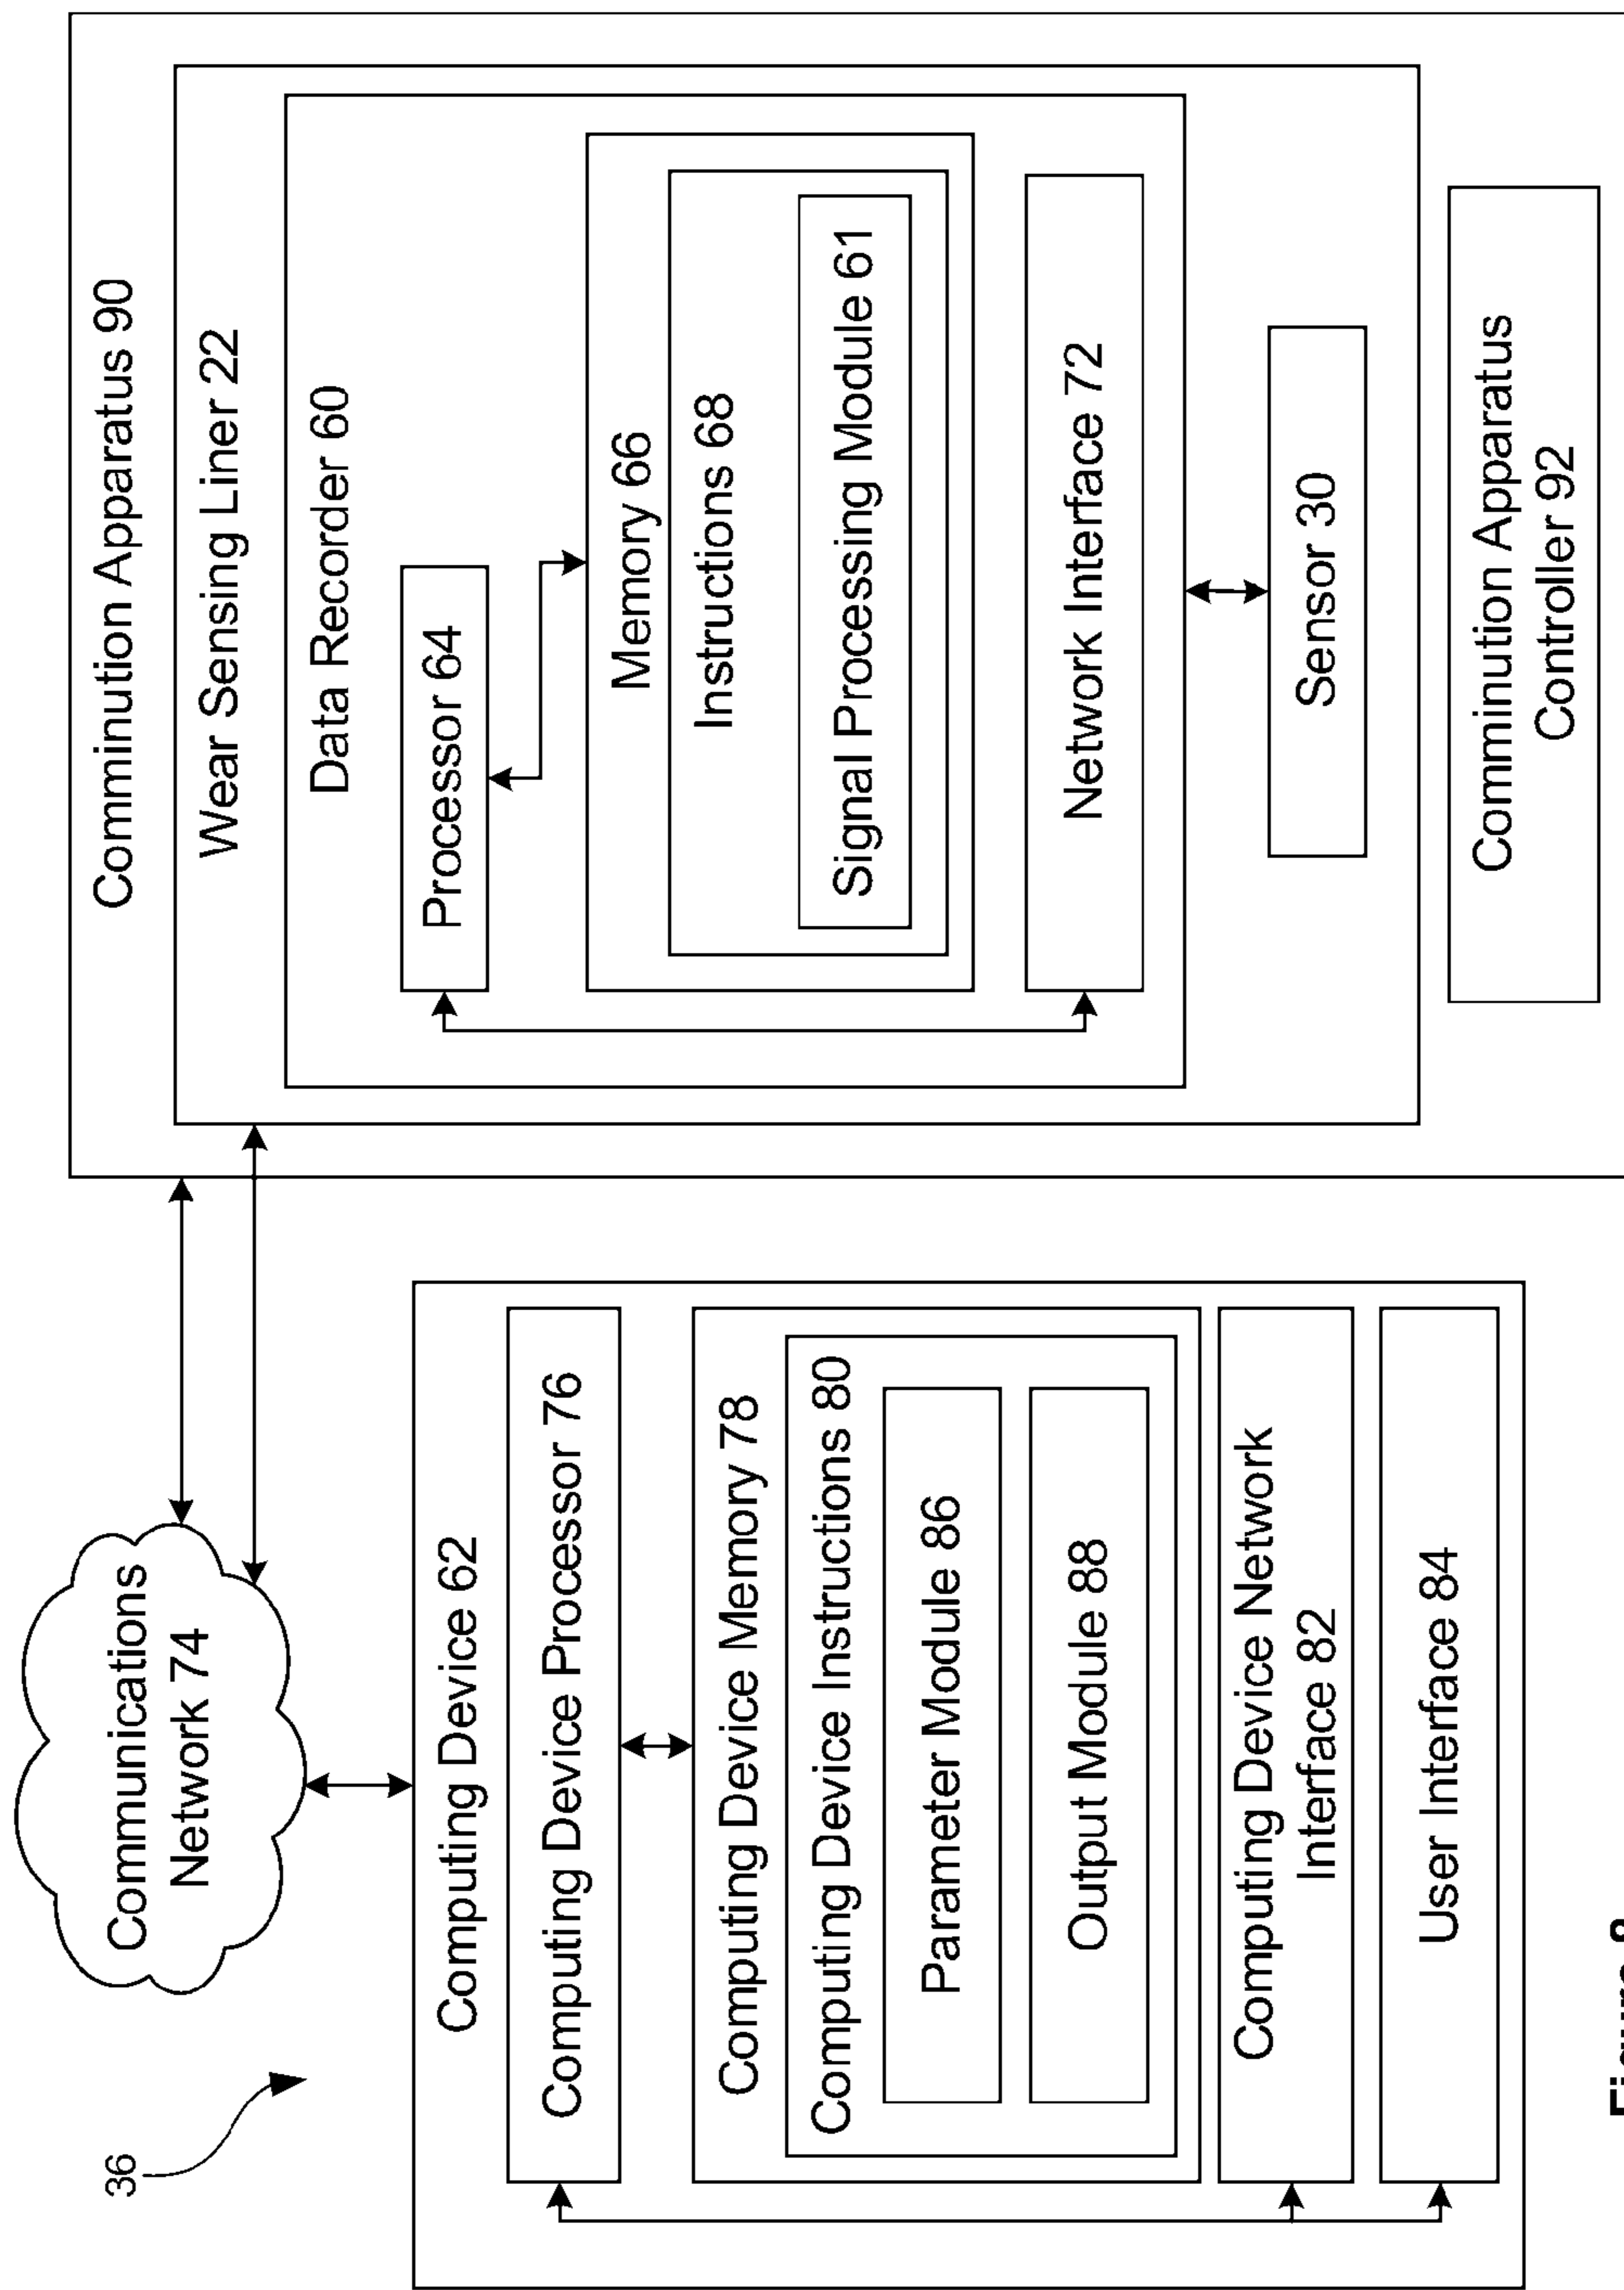 36
Communications
Network 74
Computing Device 62
Computing Device Processor 76
Computing Device Memory 78
Computing Device Instructions 80
Parameter Module 86
Output Module 88
Computing Device Network
Interface 82
User Interface 84
Comminution Apparatus 90
Wear Sensing Liner 22
Data Recorder 60
Processor 64
Memory 66
Instructions 68
Signal Processing Module 61
Network Interface 72
Sensor 30
Comminution Apparatus
Controller 92